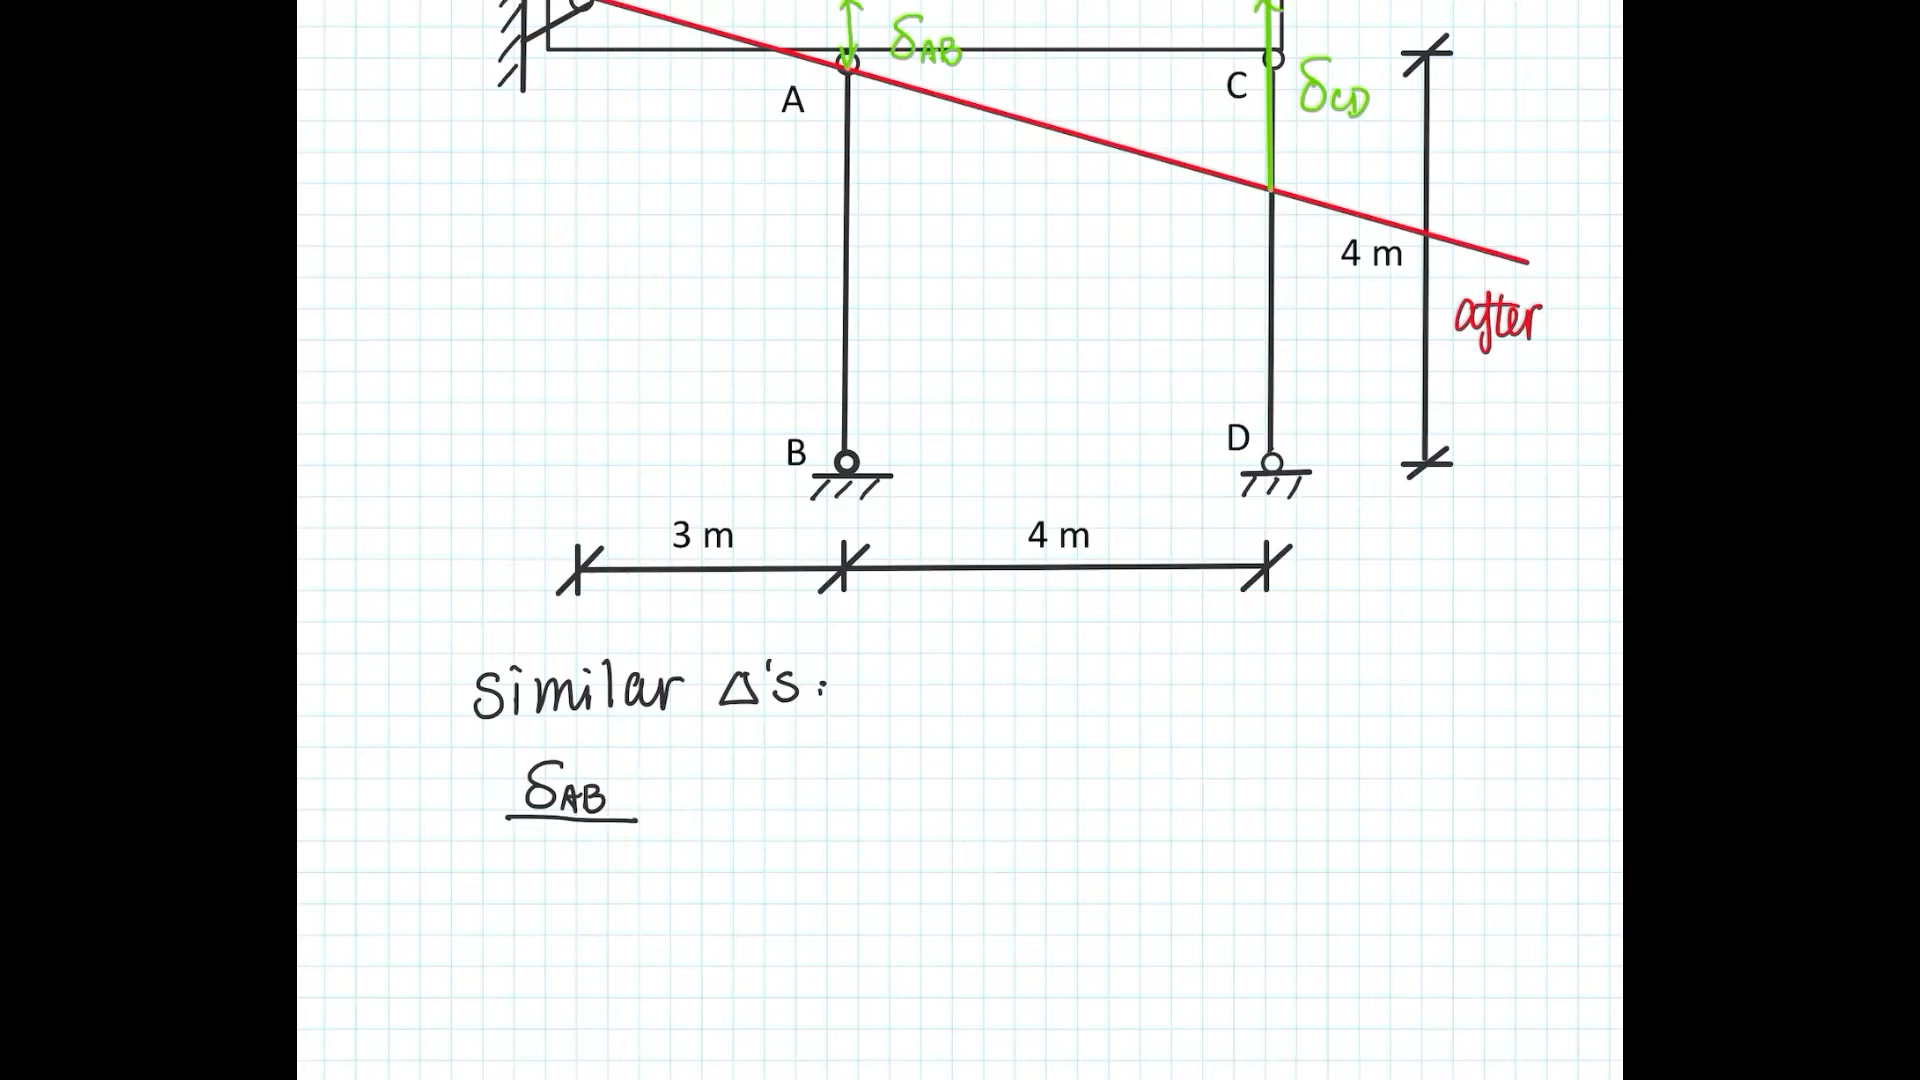 δAB
A
C
δCD
4 m
after
B
D
3 m
4 m
similar Δ's:
δAB